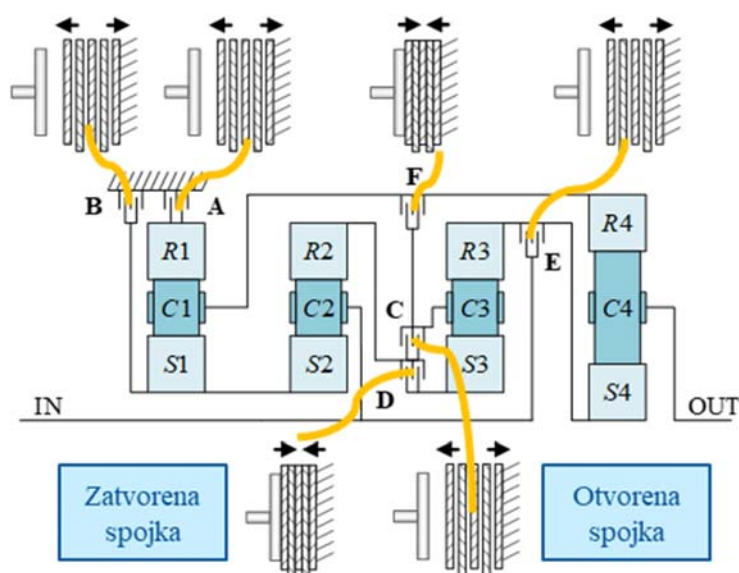 B
A
F
E
R1
R2
R3
R4
C1
C2
C
C3
C4
S1
S2
D
S3
S4
IN
OUT
Zatvorena
spojka
Otvorena
spojka